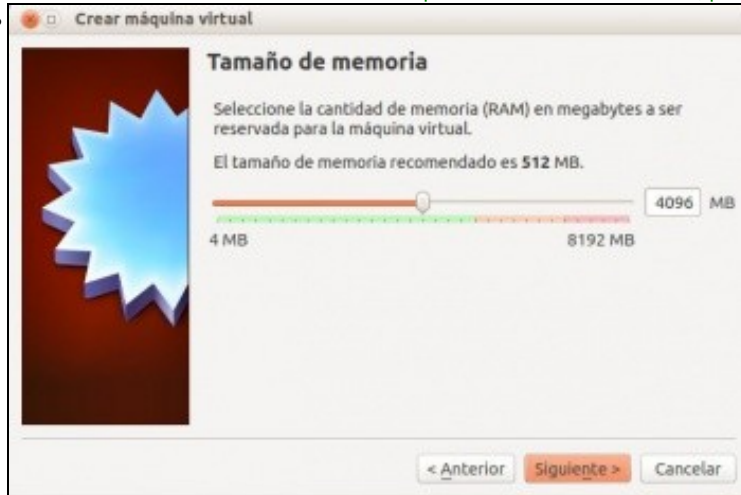 Crear máquina virtual
Tamaño de memoria
Seleccione la cantidad de memoria (RAM) en megabytes a ser
reservada para la máquina virtual.
El tamaño de memoria recomendado es 512 MB.
4096 MB
4 MB 8192 MB
< Anterior Siguiente > Cancelar